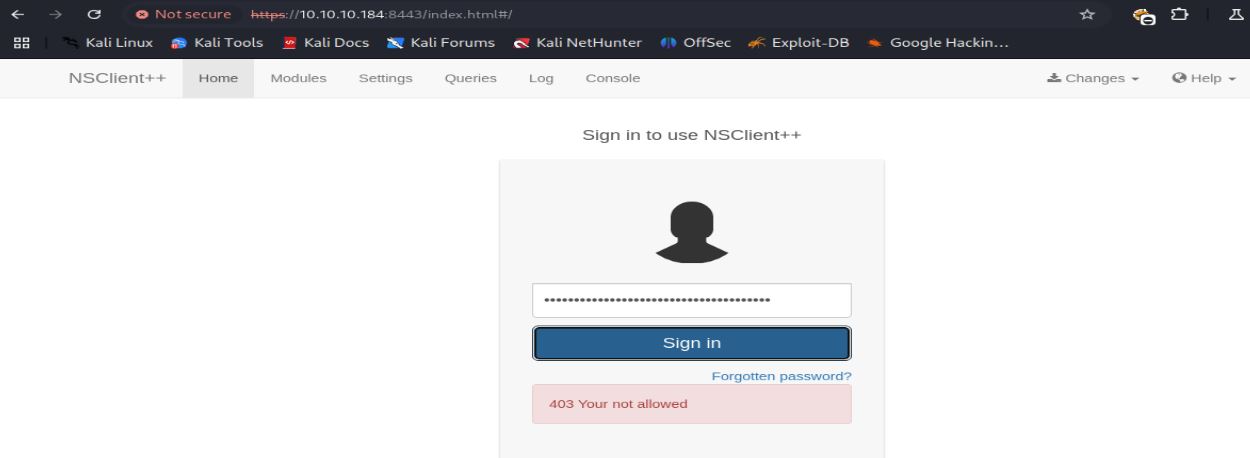 Not secure https://10.10.10.184:8443/index.html#/
Kali Linux Kali Tools Kali Docs Kali Forums Kali NetHunter OffSec Exploit-DB Google Hackin...
NSClient++ Home Modules Settings Queries Log Console Changes Help
Sign in to use NSClient++
Sign in
Forgotten password?
403 Your not allowed